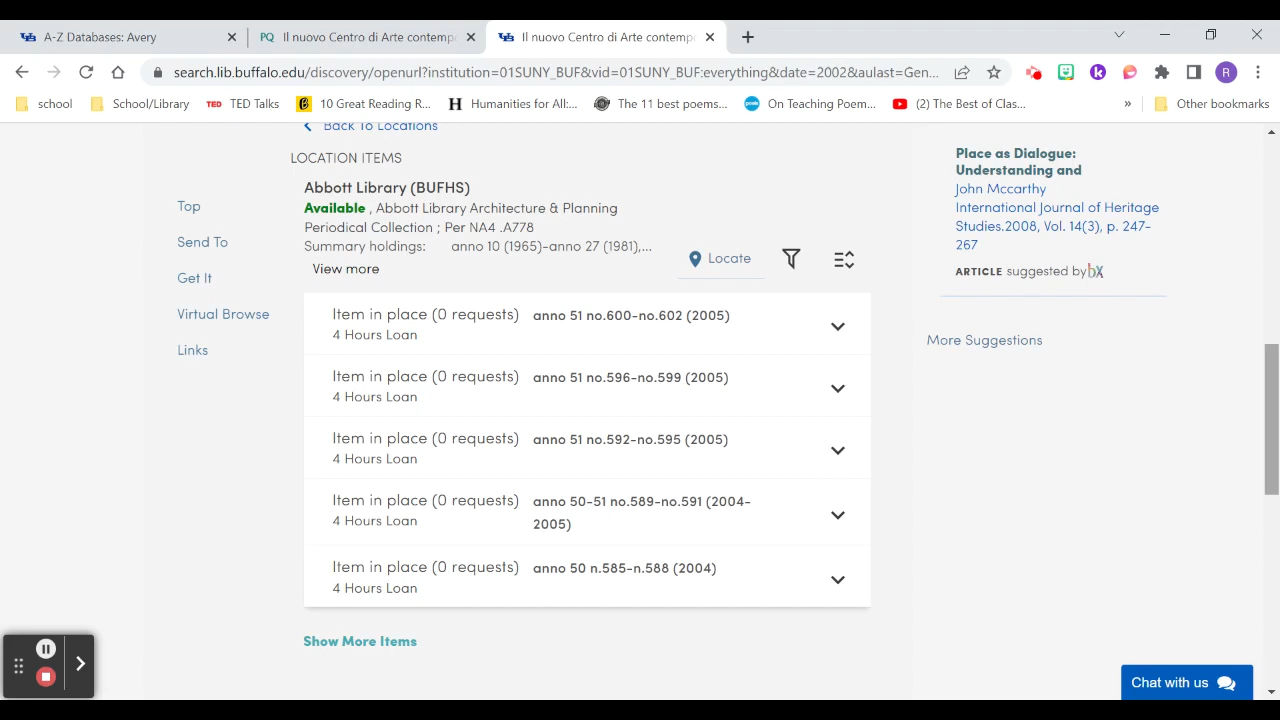 A-Z Databases: Avery
PQ Il nuovo Centro di Arte contemp
Il nuovo Centro di Arte contemp
search.lib.buffalo.edu/discovery/openurl?institution=01SUNY_BUF&vid=01SUNY_BUF:everything&date=2002&aulast=Gen...
R
school
School/Library
TED TED Talks
10 Great Reading R...
H Humanities for All:...
The 11 best poems...
On Teaching Poem...
(2) The Best of Clas...
»
Other bookmarks
Back To Locations
LOCATION ITEMS
Abbott Library (BUFHS)
Available , Abbott Library Architecture & Planning
Periodical Collection ; Per NA4 .A778
Summary holdings: anno 10 (1965)-anno 27 (1981),...
View more
Locate
Top
Send To
Get It
Virtual Browse
Links
Item in place (0 requests) anno 51 no.600-no.602 (2005)
4 Hours Loan
Item in place (0 requests) anno 51 no.596-no.599 (2005)
4 Hours Loan
Item in place (0 requests) anno 51 no.592-no.595 (2005)
4 Hours Loan
Item in place (0 requests) anno 50-51 no.589-no.591 (2004-
2005)
4 Hours Loan
Item in place (0 requests) anno 50 n.585-n.588 (2004)
4 Hours Loan
Show More Items
Place as Dialogue:
Understanding and
John Mccarthy
International Journal of Heritage
Studies.2008, Vol. 14(3), p. 247-
267
ARTICLE suggested by bX
More Suggestions
Chat with us